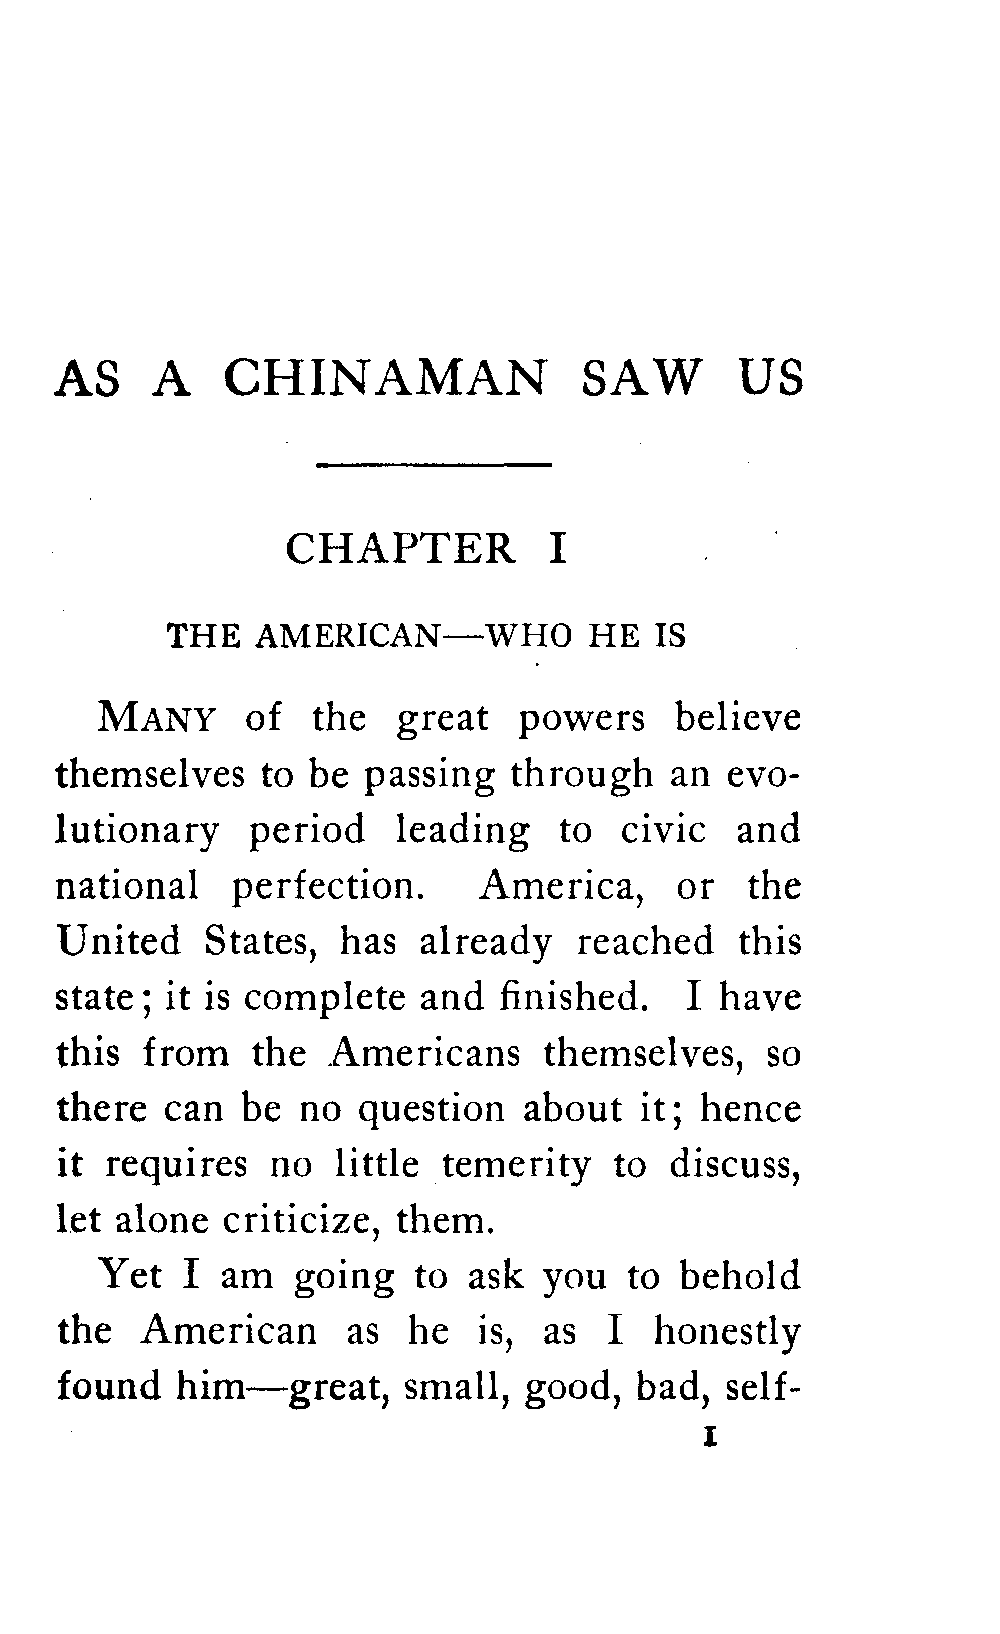 AS A CHINAMAN SAW US
CHAPTER I
THE AMERICAN—WHO HE IS
MANY of the great powers believe
themselves to be passing through an evo-
lutionary period leading to civic and
national perfection. America, or the
United States, has already reached this
state; it is complete and finished. I have
this from the Americans themselves, so
there can be no question about it; hence
it requires no little temerity to discuss,
let alone criticize, them.
Yet I am going to ask you to behold
the American as he is, as I honestly
found him—great, small, good, bad, self-
1